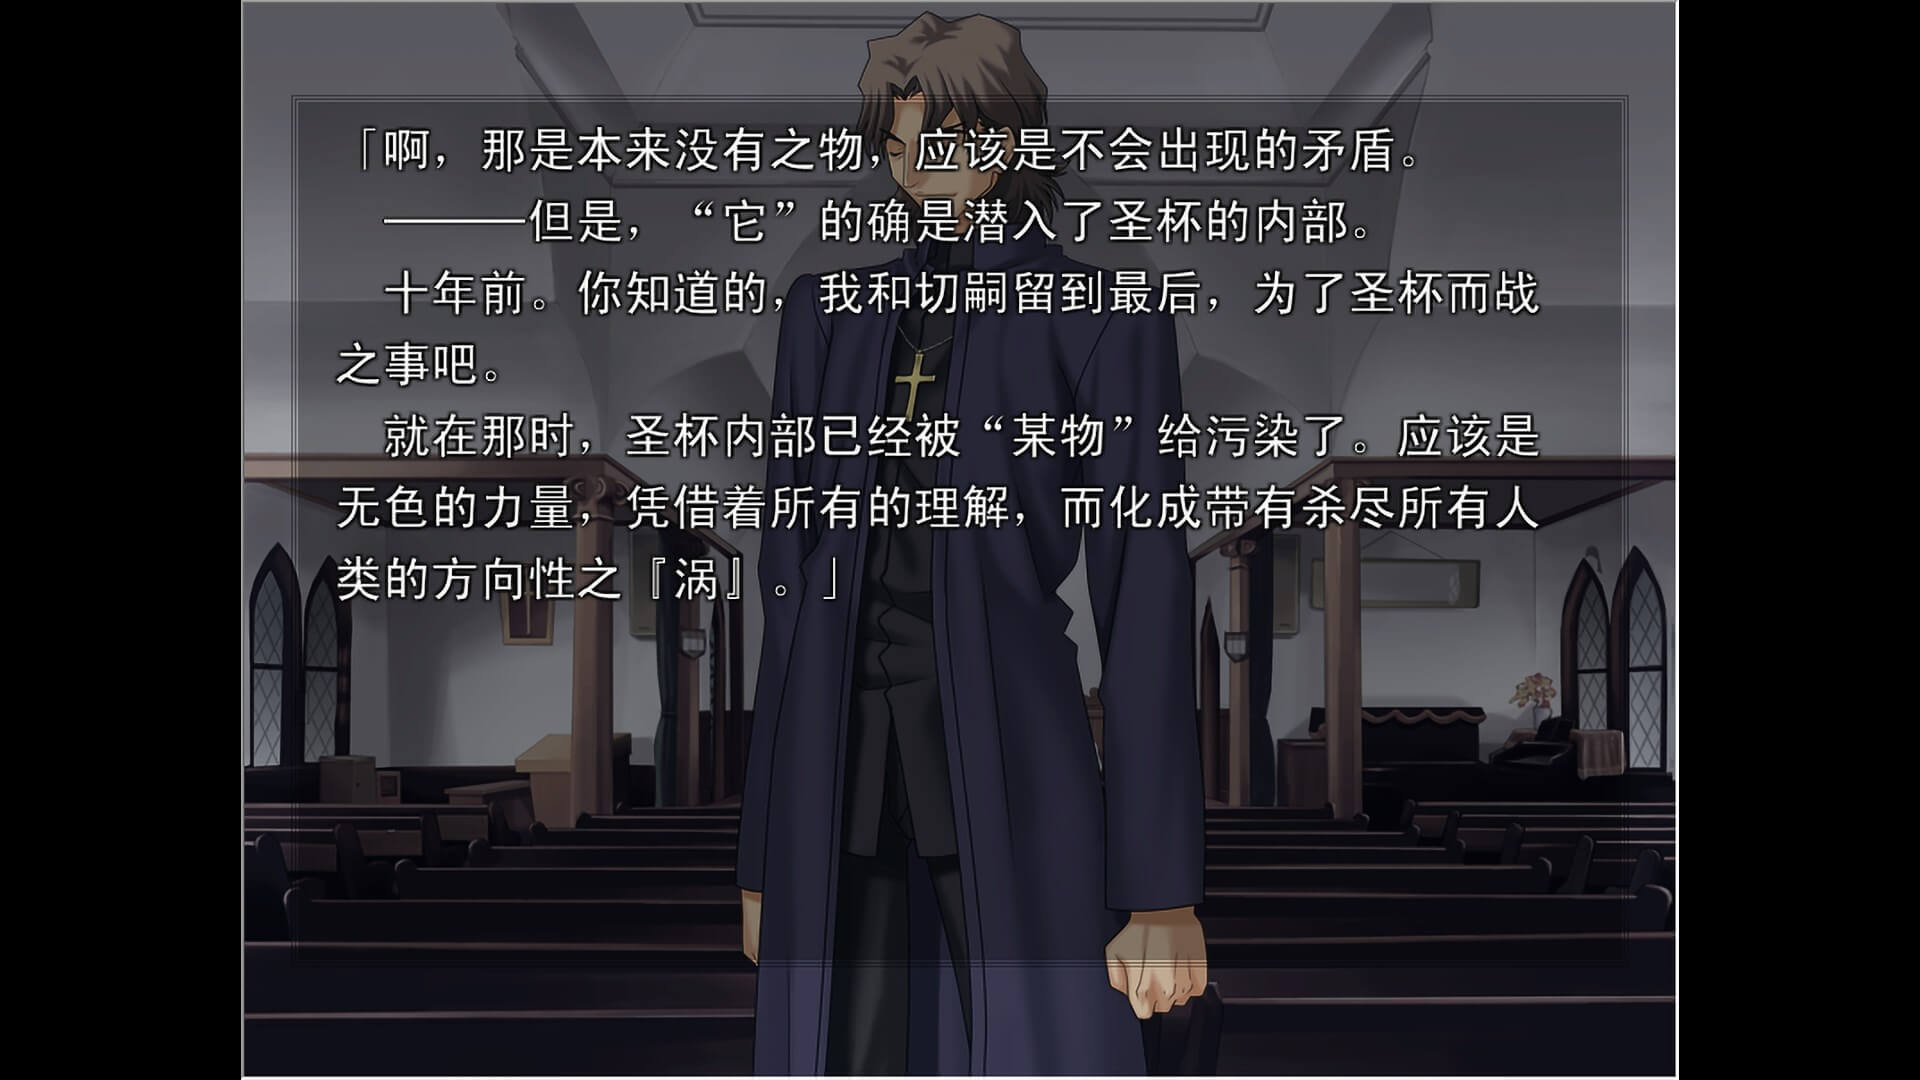 「啊，那是本来没有之物，应该是不会出现的矛盾。
———但是，“它”的确是潜入了圣杯的内部。
十年前。你知道的，我和切嗣留到最后，为了圣杯而战
之事吧。
就在那时，圣杯内部已经被“某物”给污染了。应该是
无色的力量，凭借着所有的理解，而化成带有杀尽所有人
类的方向性之『涡』。」